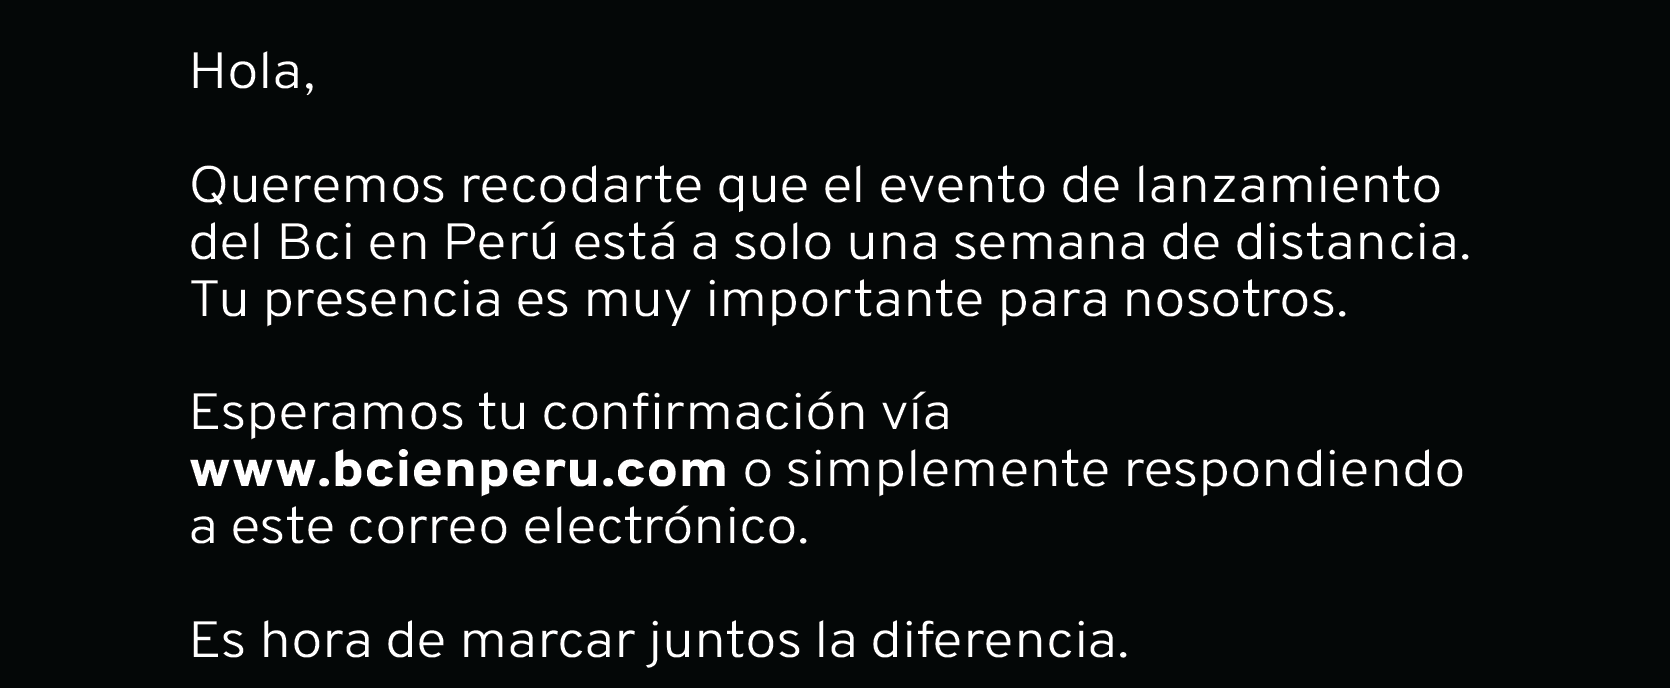 Hola,
Queremos recodarte que el evento de lanzamiento
del Bci en Perú está a solo una semana de distancia.
Tu presencia es muy importante para nosotros.
Esperamos tu confirmación vía
www.bcienperu.com o simplemente respondiendo
a este correo electrónico.
Es hora de marcar juntos la diferencia.